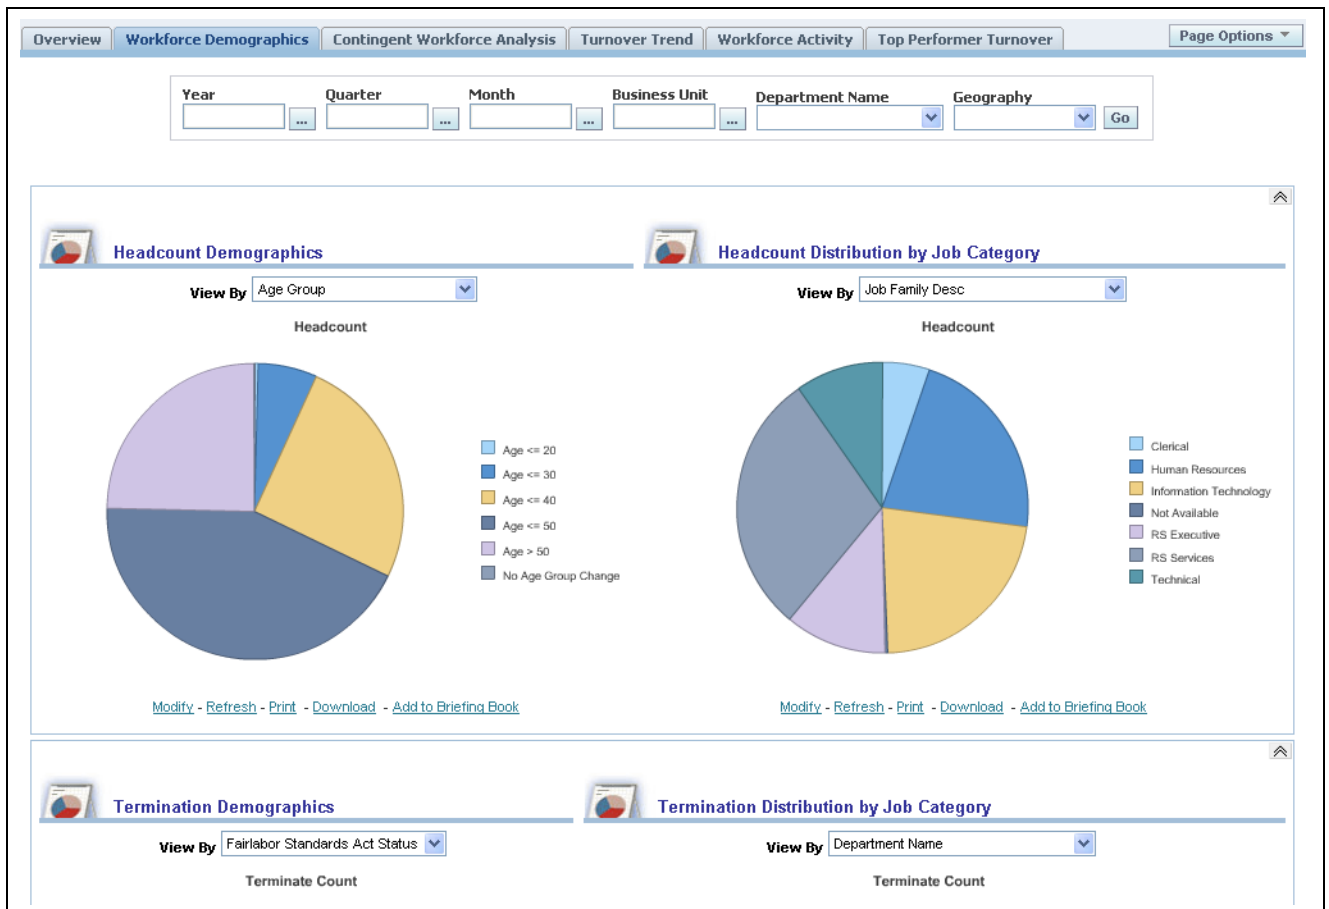 Overview Workforce Demographics Contingent Workforce Analysis Turnover Trend Workforce Activity Top Performer Turnover Page Options
Year Quarter Month Business Unit Department Name Geography
... ... ... ... Go
Headcount Demographics
View By Age Group
Headcount
Age <= 20
Age <= 30
Age <= 40
Age <= 50
Age > 50
No Age Group Change
Modify - Refresh - Print - Download - Add to Briefing Book
Headcount Distribution by Job Category
View By Job Family Desc
Headcount
Clerical
Human Resources
Information Technology
Not Available
RS Executive
RS Services
Technical
Modify - Refresh - Print - Download - Add to Briefing Book
Termination Demographics
View By Fairlabor Standards Act Status
Terminate Count
Termination Distribution by Job Category
View By Department Name
Terminate Count